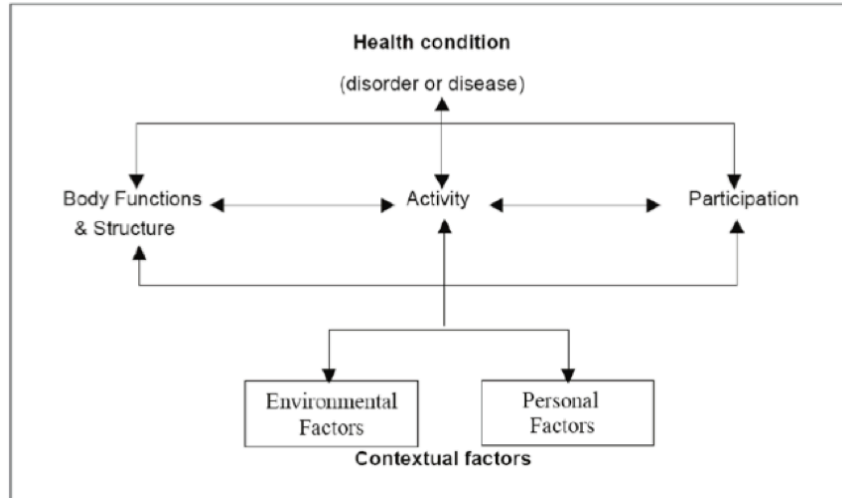 Health condition
(disorder or disease)
Body Functions
& Structure
Activity
Participation
Environmental
Factors
Personal
Factors
Contextual factors